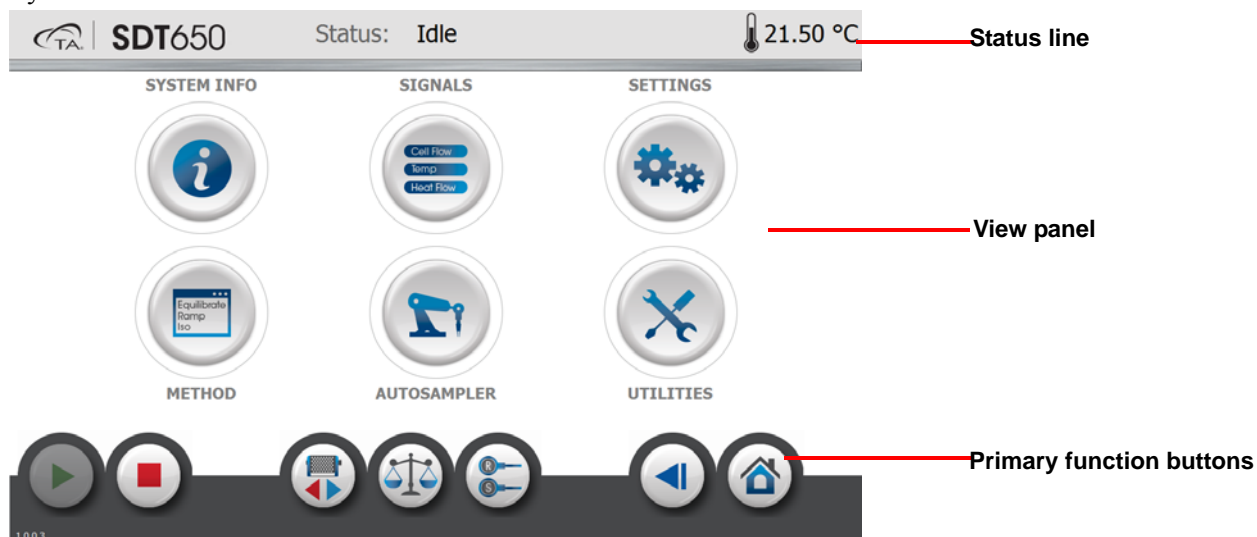 TA SDT650 Status: Idle 21.50 °C
Status line
SYSTEM INFO SIGNALS SETTINGS
Cell Flow
Temp
Heat Flow
View panel
Equilibrate
Ramp
Iso
METHOD AUTOSAMPLER UTILITIES
R
S
Primary function buttons